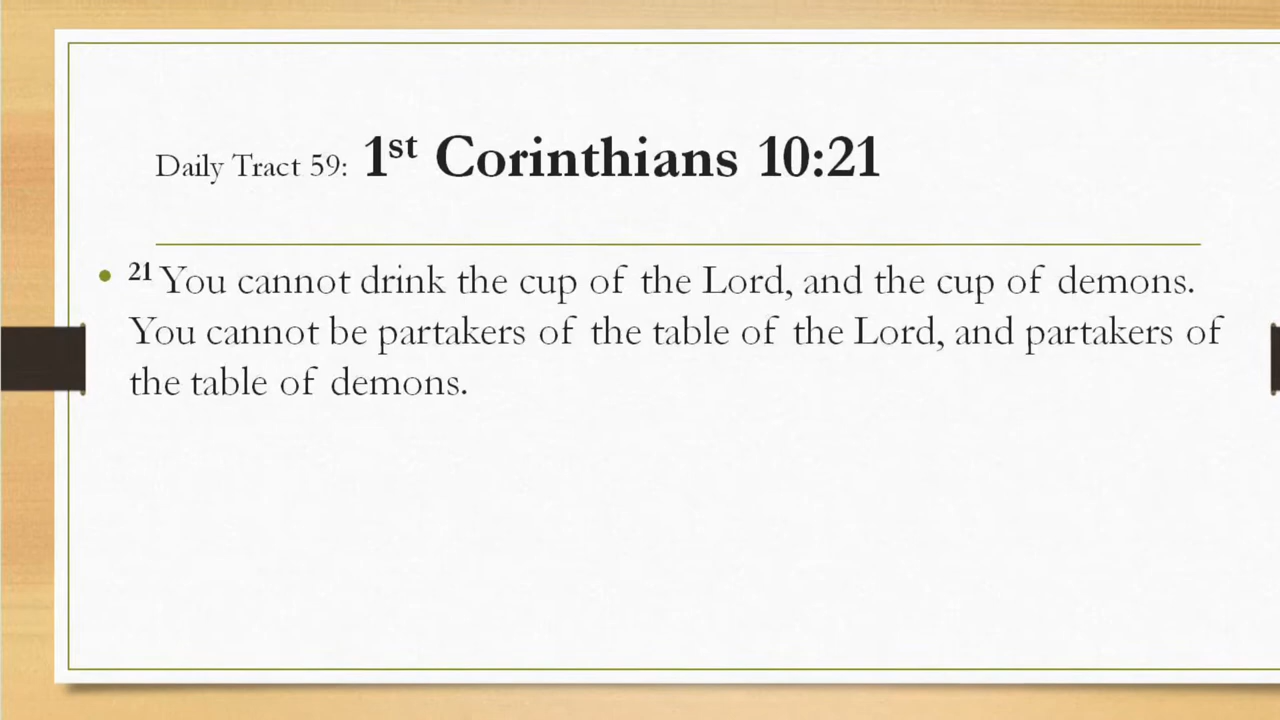 Daily Tract 59: 1st Corinthians 10:21
• 21 You cannot drink the cup of the Lord, and the cup of demons.
You cannot be partakers of the table of the Lord, and partakers of
the table of demons.